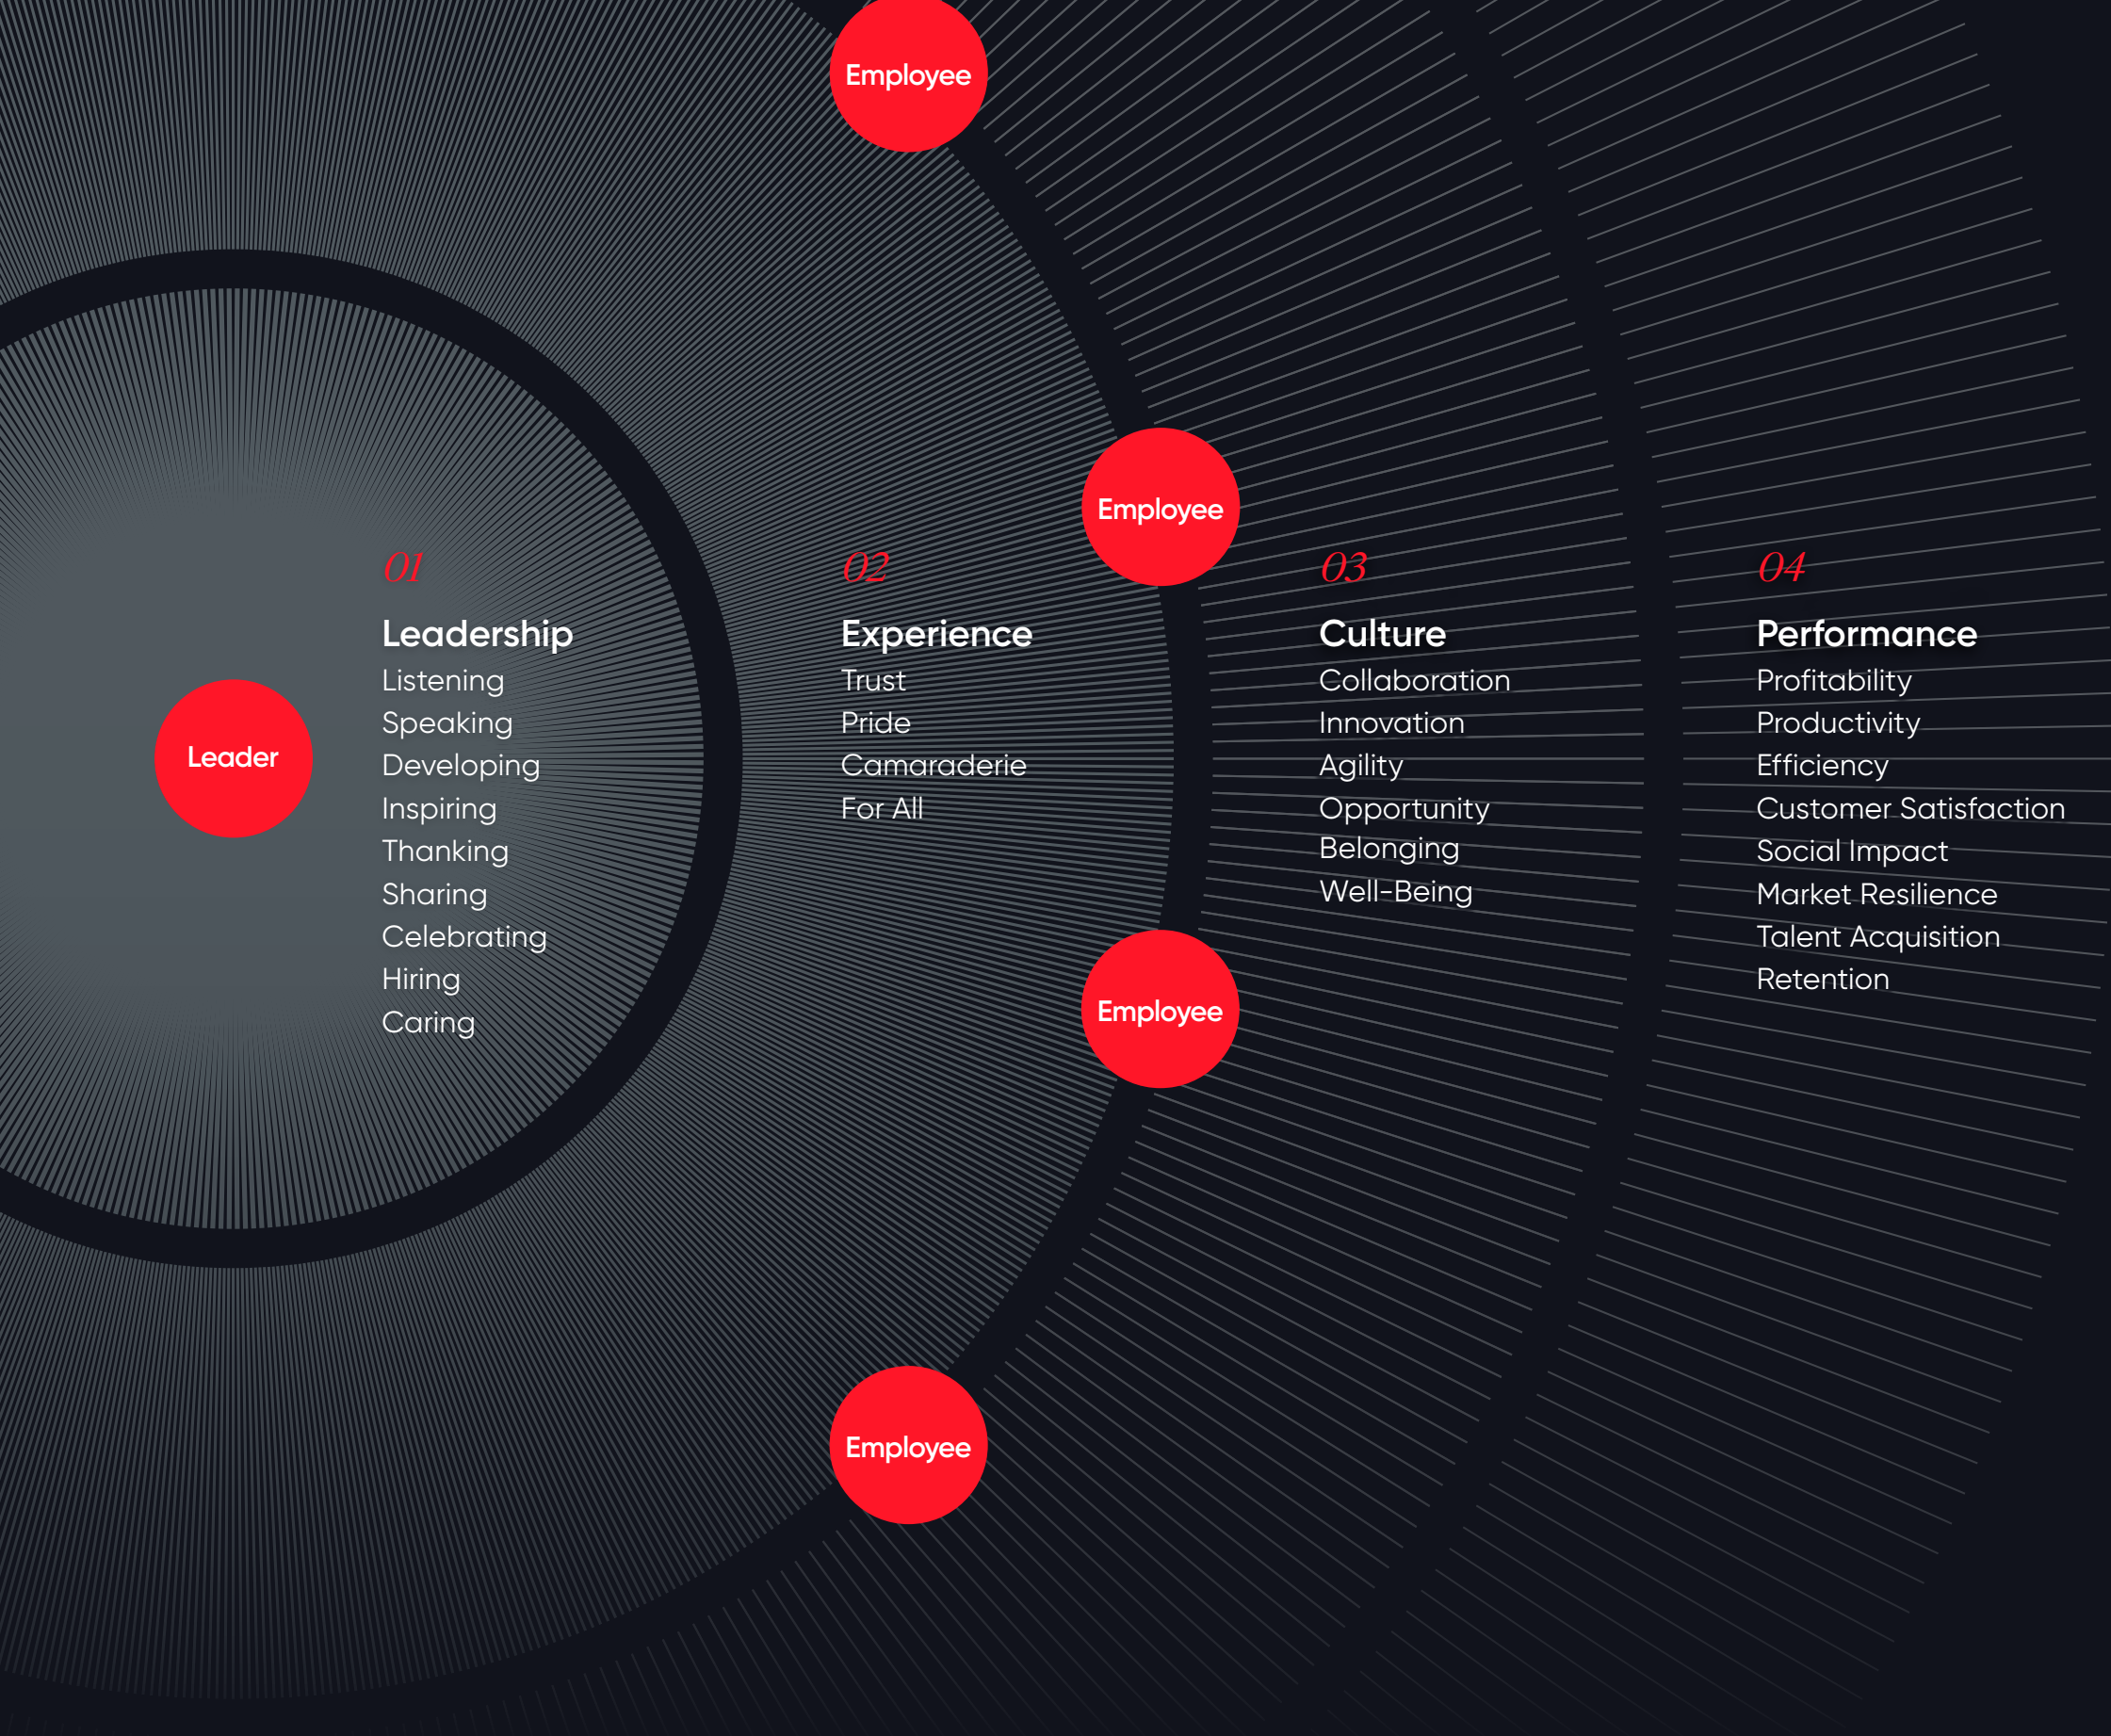 Employee
Employee
01
Leadership
Listening
Speaking
Developing
Inspiring
Thanking
Sharing
Celebrating
Hiring
Caring
Leader
02
Experience
Trust
Pride
Camaraderie
For All
03
Culture
Collaboration
Innovation
Agility
Opportunity
Belonging
Well-Being
04
Performance
Profitability
Productivity
Efficiency
Customer Satisfaction
Social Impact
Market Resilience
Talent Acquisition
Retention
Employee
Employee